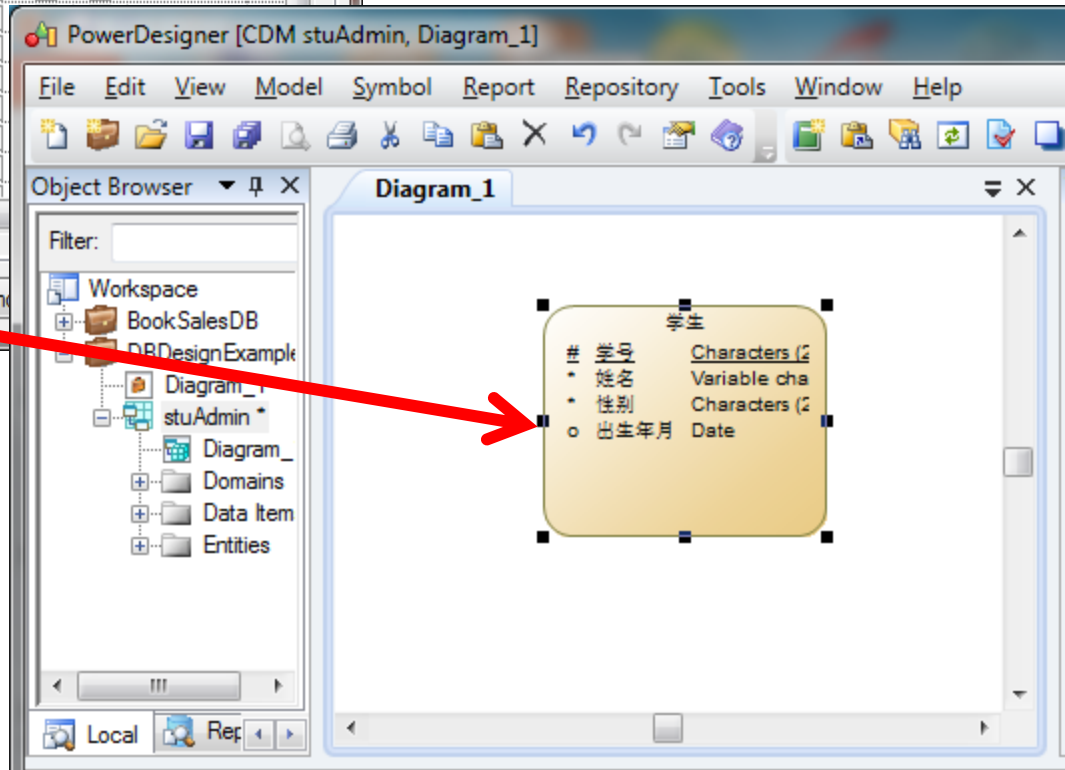 PowerDesigner [CDM stuAdmin, Diagram_1]
File Edit View Model Symbol Report Repository Tools Window Help
Object Browser
Diagram_1
Filter:
Workspace
BookSalesDB
DBDesignExample
Diagram_1
stuAdmin *
Diagram_
Domains
Data Item
Entities
Local Rep
学生
# 学号 Characters (2
* 姓名 Variable cha
* 性别 Characters (2
o 出生年月 Date